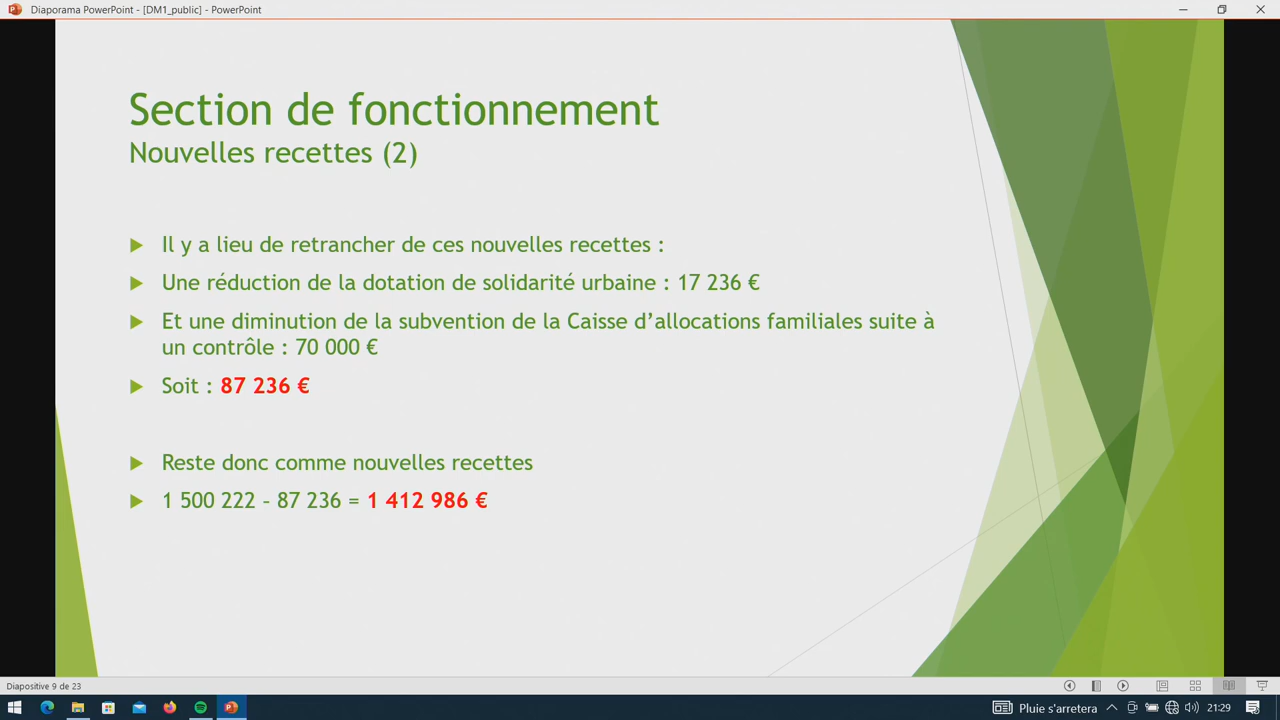 Diaporama PowerPoint - [DM1_public] - PowerPoint
Section de fonctionnement
Nouvelles recettes (2)
Il y a lieu de retrancher de ces nouvelles recettes :
Une réduction de la dotation de solidarité urbaine : 17 236 €
Et une diminution de la subvention de la Caisse d’allocations familiales suite à
un contrôle : 70 000 €
Soit : 87 236 €
Reste donc comme nouvelles recettes
1 500 222 – 87 236 = 1 412 986 €
Diapositive 9 de 23
Pluie s'arretera
21:29